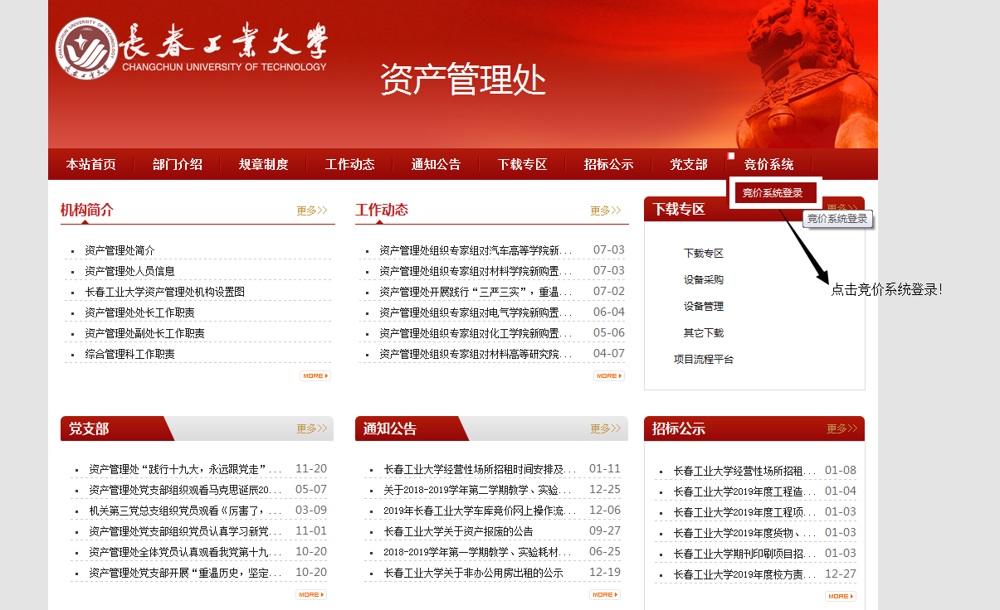 CHANGCHUN UNIVERSITY OF TECHNOLOGY
长春工业大学
长春工业大学
CHANGCHUN UNIVERSITY OF TECHNOLOGY
资产管理处
本站首页 部门介绍 规章制度 工作动态 通知公告 下载专区 招标公示 党支部 竞价系统
竞价系统登录
竞价系统登录
点击竞价系统登录!
机构简介 更多>>
资产管理处简介
资产管理处人员信息
长春工业大学资产管理处机构设置图
资产管理处处长工作职责
资产管理处副处长工作职责
综合管理科工作职责
MORE
工作动态 更多>>
资产管理处组织专家组对汽车高等学院新... 07-03
资产管理处组织专家组对材料学院新购置... 07-03
资产管理处开展践行“三严三实”，重温... 07-02
资产管理处组织专家组对电气学院新购置... 06-04
资产管理处组织专家组对化工学院新购置... 05-06
资产管理处组织专家组对材料高等研究院... 04-07
MORE
下载专区 更多>>
下载专区
设备采购
设备管理
其它下载
项目流程平台
党支部 更多>>
资产管理处“践行十九大，永远跟党走”... 11-20
资产管理处党支部组织观看马克思诞辰20... 05-07
机关第三党总支组织党员观看《厉害了，... 03-09
资产管理处党支部组织党员认真学习新党... 11-01
资产管理处全体党员认真观看我党第十九... 10-20
资产管理处党支部开展“重温历史，坚定... 10-20
MORE
通知公告 更多>>
长春工业大学经营性场所招租时间安排及... 01-11
关于2018-2019学年第二学期教学、实验... 12-25
2019年长春工业大学车库竞价网上操作流... 12-06
长春工业大学关于资产报废的公告 09-27
2018-2019学年第一学期教学、实验耗材... 06-25
长春工业大学关于非办公用房出租的公示 12-19
MORE
招标公示 更多>>
长春工业大学经营性场所招租... 01-08
长春工业大学2019年度工程造... 01-04
长春工业大学2019年度工程项... 01-03
长春工业大学2019年度货物、... 01-03
长春工业大学期刊印刷项目招... 01-03
长春工业大学2019年度校方责... 12-27
MORE